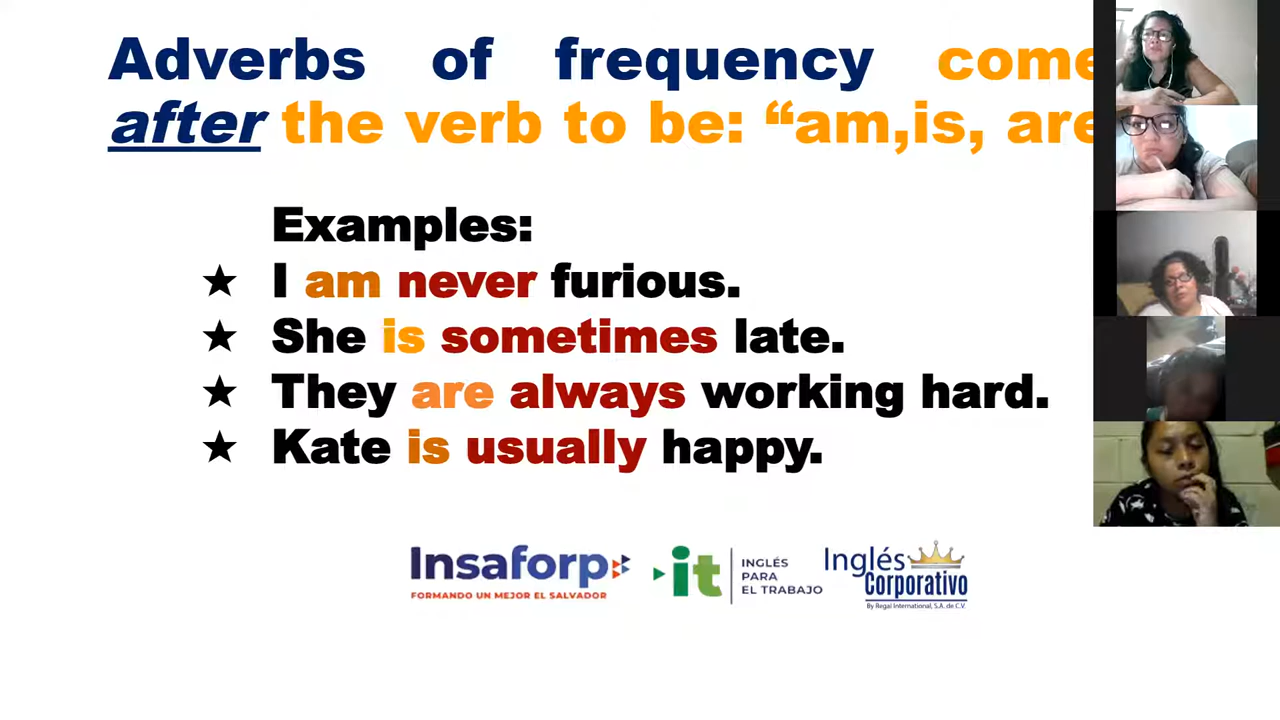 Adverbs of frequency come
after the verb to be: “am,is, are
Examples:
★ I am never furious.
★ She is sometimes late.
★ They are always working hard.
★ Kate is usually happy.
Insaforp
FORMANDO UN MEJOR EL SALVADOR
it
INGLÉS
PARA
EL TRABAJO
Inglés
Corporativo
By Regal International, S.A. de C.V.